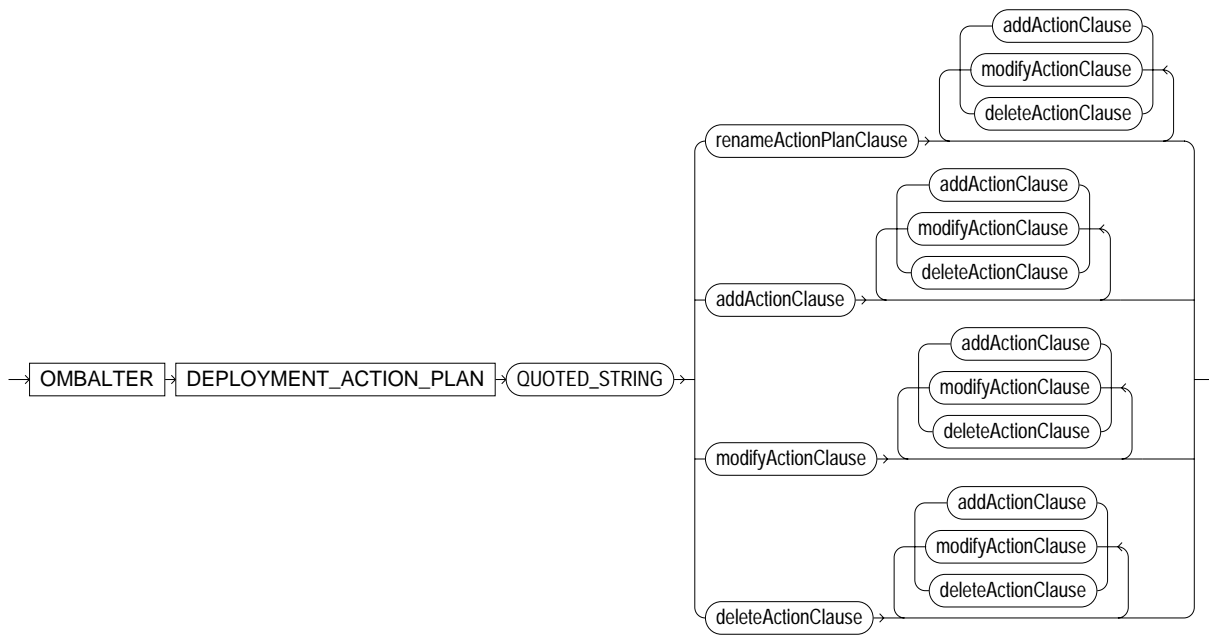 addActionClause
modifyActionClause
deleteActionClause
renameActionPlanClause
addActionClause
modifyActionClause
deleteActionClause
addActionClause
OMBALTER DEPLOYMENT_ACTION_PLAN QUOTED_STRING
addActionClause
modifyActionClause
deleteActionClause
modifyActionClause
addActionClause
modifyActionClause
deleteActionClause
deleteActionClause